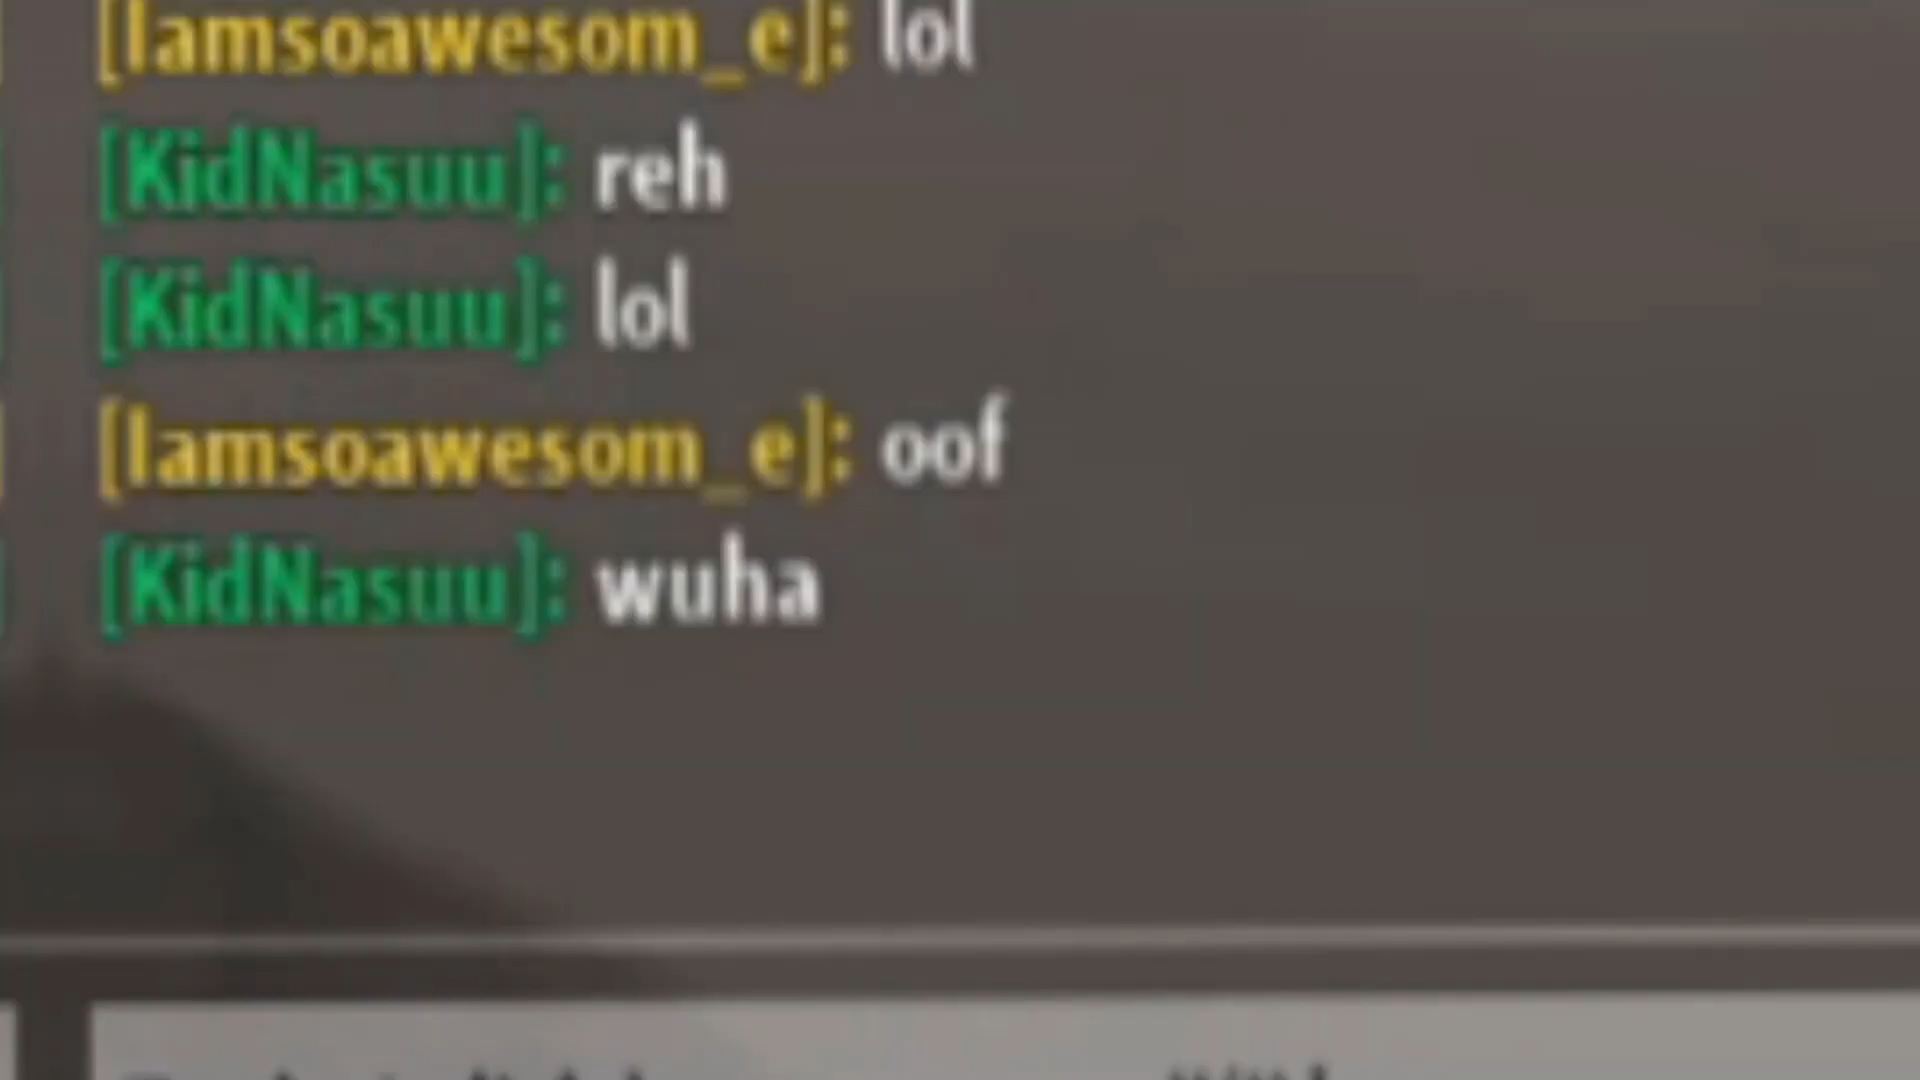 [Iamsoawesom_e]: lol
[KidNasuu]: reh
[KidNasuu]: lol
[Iamsoawesom_e]: oof
[KidNasuu]: wuha